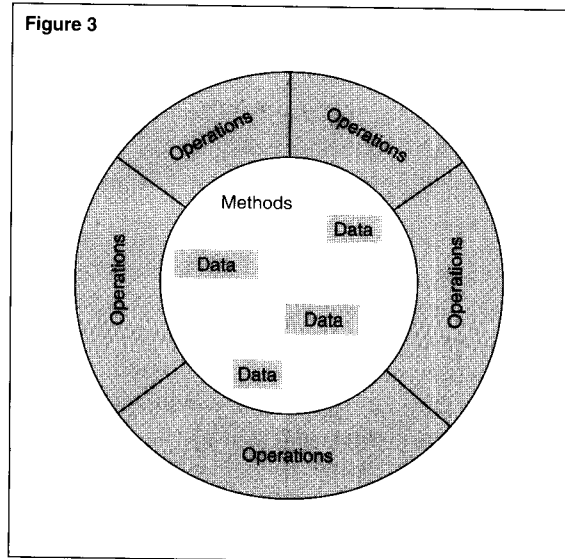 Figure 3
Operations
Operations
Methods
Data
Operations
Data
Operations
Data
Data
Operations